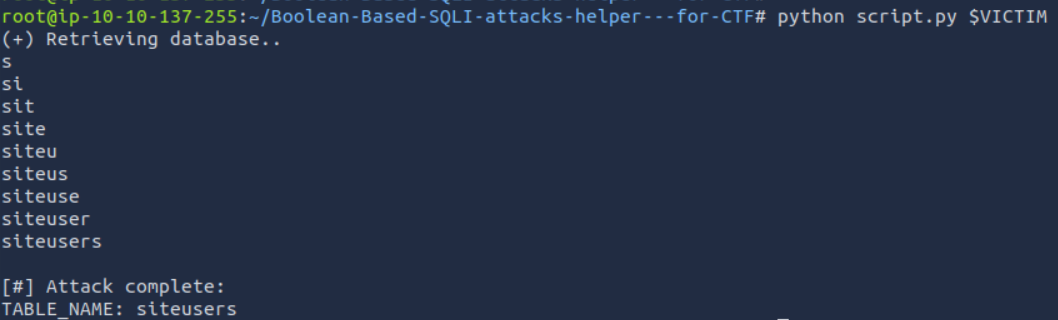 root@ip-10-10-137-255:~/Boolean-Based-SQLI-attacks-helper---for-CTF# python script.py $VICTIM
(+) Retrieving database..
s
si
sit
site
siteu
siteus
siteuse
siteuser
siteusers
[#] Attack complete:
TABLE_NAME: siteusers